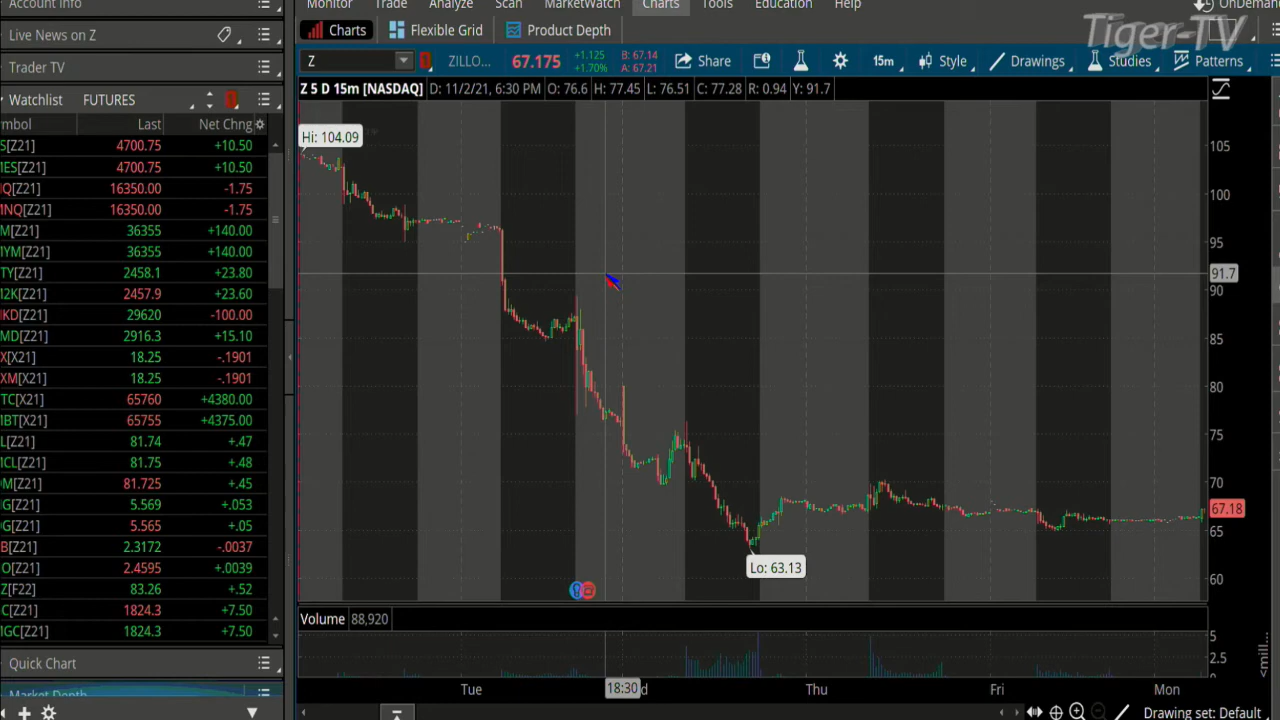 Account Info
Monitor Trade Analyze Scan MarketWatch Charts Tools Education Help
OnDeman
Tiger-TV
Live News on Z
Charts Flexible Grid Product Depth
Trader TV
Z ZILLO... 67.175 +1.125 +1.70% B: 67.14 A: 67.21 Share 15m Style Drawings Studies Patterns
Watchlist FUTURES
Z 5 D 15m [NASDAQ] D: 11/2/21, 6:30 PM O: 76.6 H: 77.45 L: 76.51 C: 77.28 R: 0.94 Y: 91.7
mbol Last Net Chng
S[Z21] 4700.75 +10.50
MES[Z21] 4700.75 +10.50
IQ[Z21] 16350.00 -1.75
MNQ[Z21] 16350.00 -1.75
M[Z21] 36355 +140.00
MYM[Z21] 36355 +140.00
TY[Z21] 2458.1 +23.80
12K[Z21] 2457.9 +23.60
IKD[Z21] 29620 -100.00
MD[Z21] 2916.3 +15.10
X[X21] 18.25 -.1901
XM[X21] 18.25 -.1901
TC[X21] 65760 +4380.00
IBT[X21] 65755 +4375.00
L[Z21] 81.74 +.47
MCL[Z21] 81.75 +.48
M[Z21] 81.725 +.45
G[Z21] 5.569 +.053
G[Z21] 5.565 +.05
B[Z21] 2.3172 -.0037
O[Z21] 2.4595 +.0039
Z[F22] 83.26 +.52
C[Z21] 1824.3 +7.50
1GC[Z21] 1824.3 +7.50
Hi: 104.09
105
100
95
91.7
90
85
80
75
70
67.18
65
60
Lo: 63.13
Volume 88,920
5
2.5
<mill...
Quick Chart
Market Depth
Tue 18:30 d Thu Fri Mon
Drawing set: Default